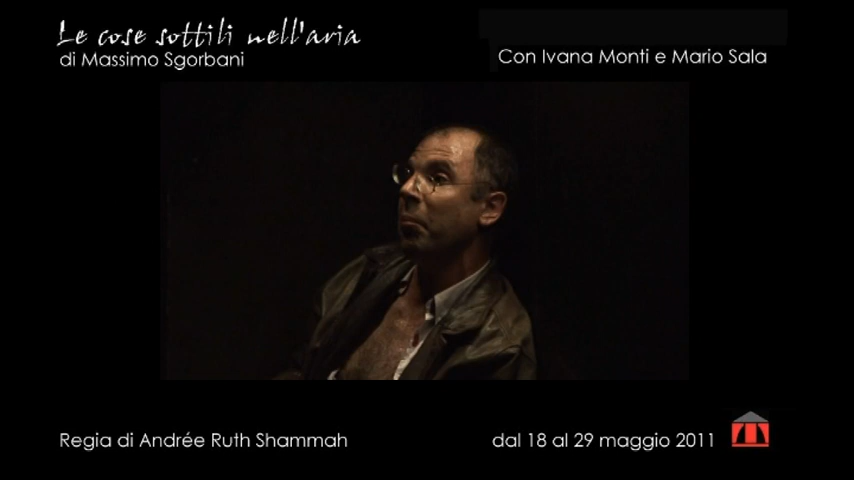 Le cose sottili nell'aria
di Massimo Sgorbani
Con Ivana Monti e Mario Sala
Regia di Andrée Ruth Shammah
dal 18 al 29 maggio 2011